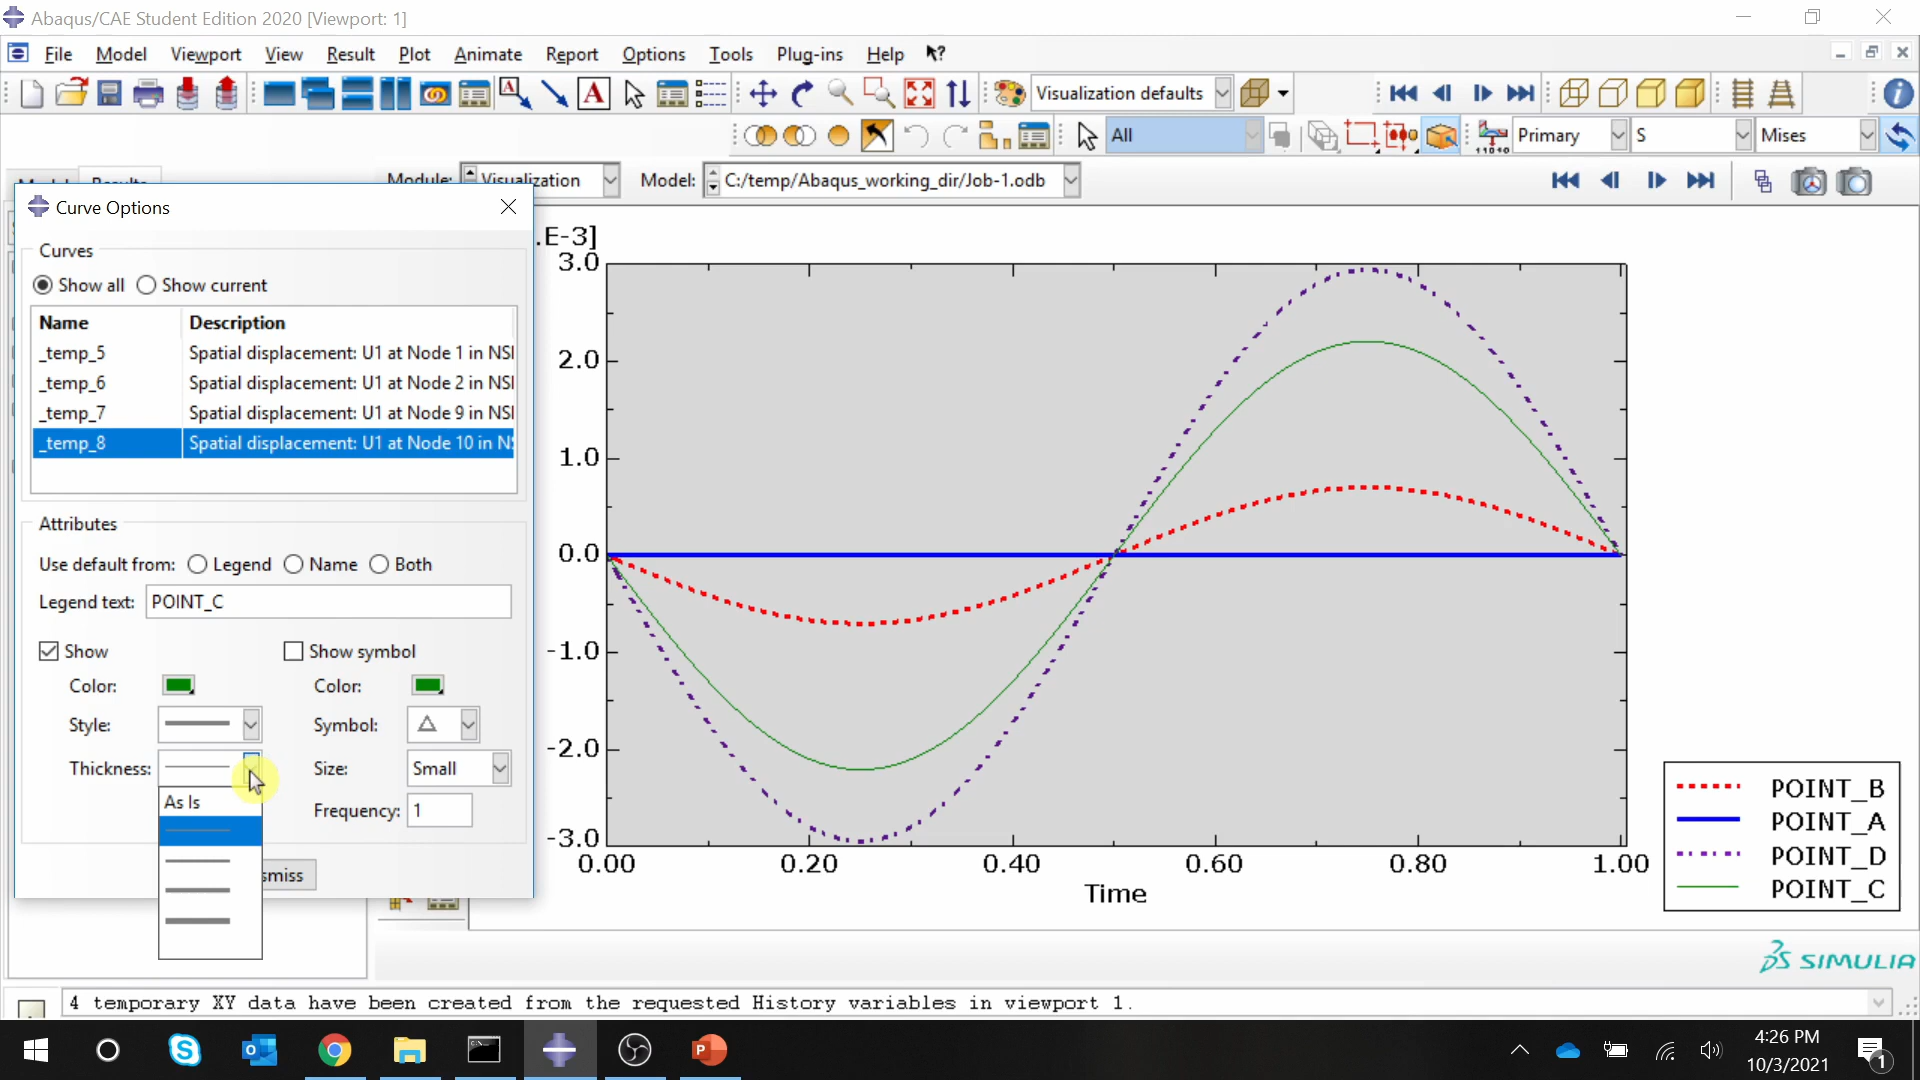 Abaqus/CAE Student Edition 2020 [Viewport: 1]
File Model Viewport View Result Plot Animate Report Options Tools Plug-ins Help
Visualization defaults
All Primary S Mises
Module: Visualization Model: C:/temp/Abaqus_working_dir/Job-1.odb
Curve Options
Curves
Show all Show current
Name Description
_temp_5 Spatial displacement: U1 at Node 1 in NSI
_temp_6 Spatial displacement: U1 at Node 2 in NSI
_temp_7 Spatial displacement: U1 at Node 9 in NSI
_temp_8 Spatial displacement: U1 at Node 10 in NS
Attributes
Use default from: Legend Name Both
Legend text: POINT_C
Show Show symbol
Color: Color:
Style: Symbol:
Thickness: Size: Small
As Is
Frequency: 1
smiss
.E-3]
3.0
2.0
1.0
0.0
-1.0
-2.0
-3.0
0.00 0.20 0.40 0.60 0.80 1.00
Time
POINT_B
POINT_A
POINT_D
POINT_C
SIMULIA
4 temporary XY data have been created from the requested History variables in viewport 1.
4:26 PM
10/3/2021
1